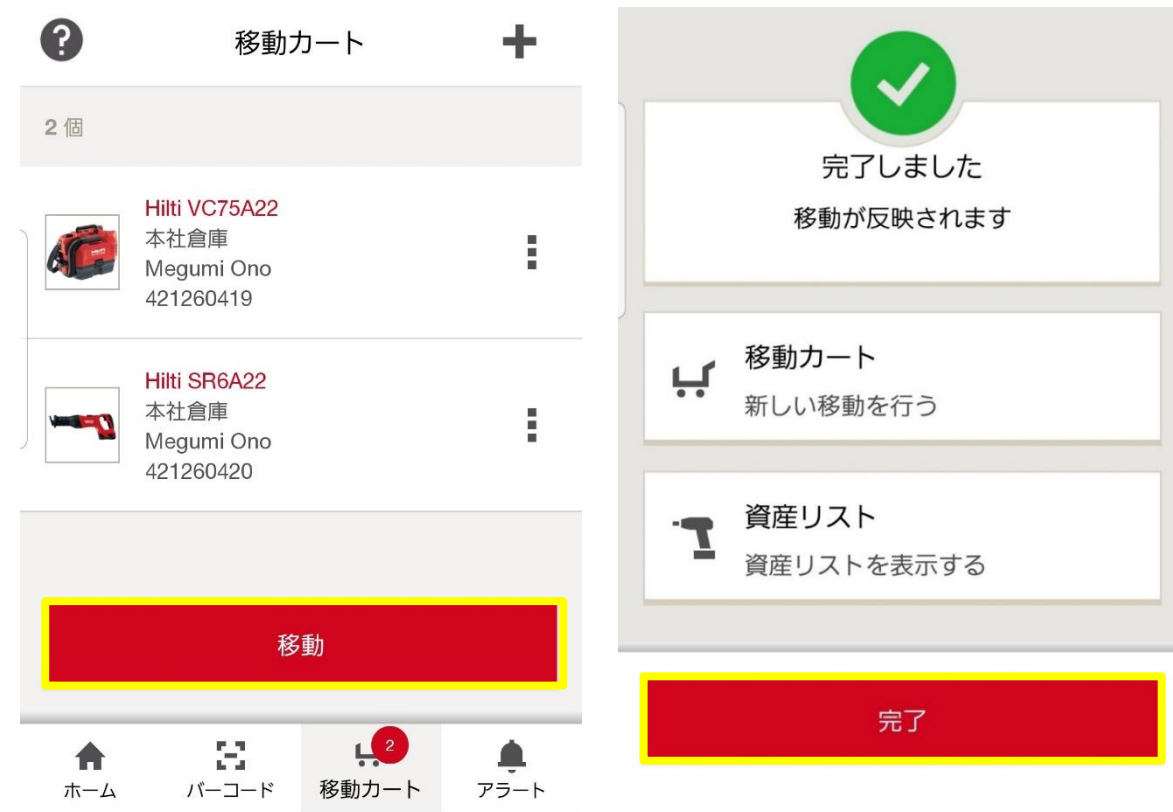 移動カート
2 個
Hilti VC75A22
本社倉庫
Megumi Ono
421260419
Hilti SR6A22
本社倉庫
Megumi Ono
421260420
移動
2
ホーム
バーコード
移動カート
アラート
完了しました
移動が反映されます
移動カート
新しい移動を行う
資産リスト
資産リストを表示する
完了